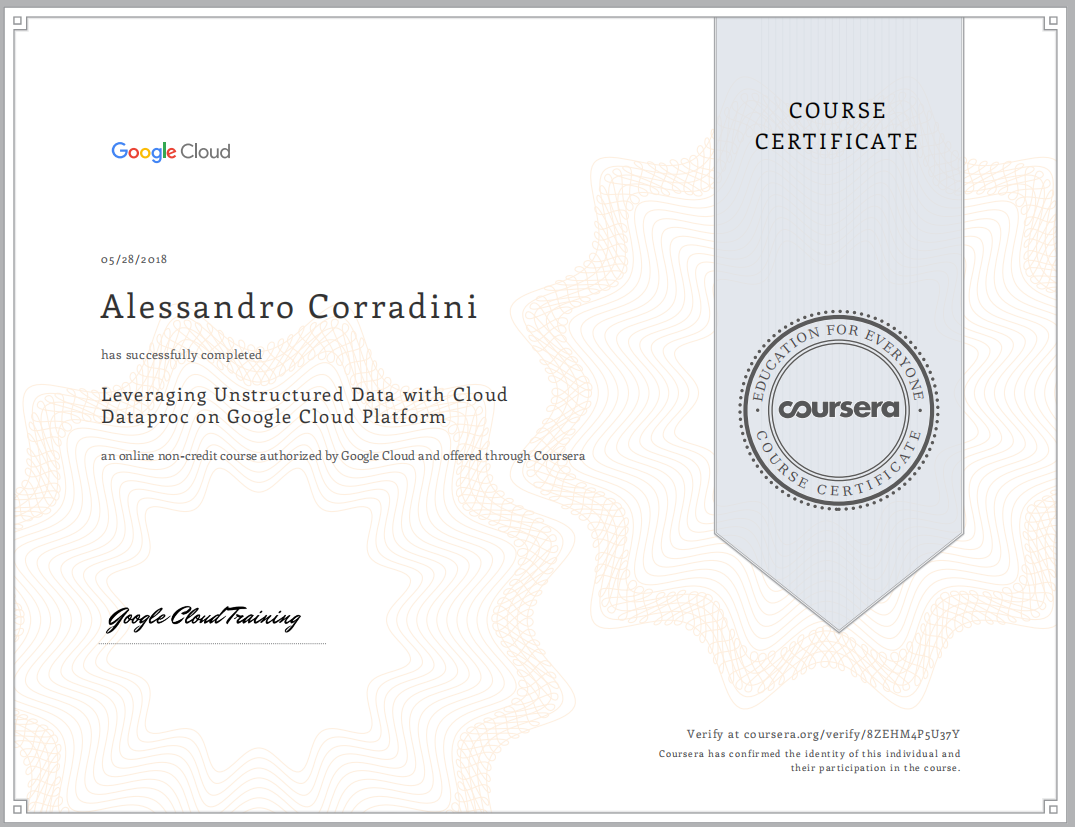 Google Cloud
COURSE
CERTIFICATE
05/28/2018
Alessandro Corradini
has successfully completed
Leveraging Unstructured Data with Cloud
Dataproc on Google Cloud Platform
an online non-credit course authorized by Google Cloud and offered through Coursera
EDUCATION FOR EVERYONE
coursera
COURSE CERTIFICATE
Google Cloud Training
Verify at coursera.org/verify/8ZEHM4P5U37Y
Coursera has confirmed the identity of this individual and
their participation in the course.